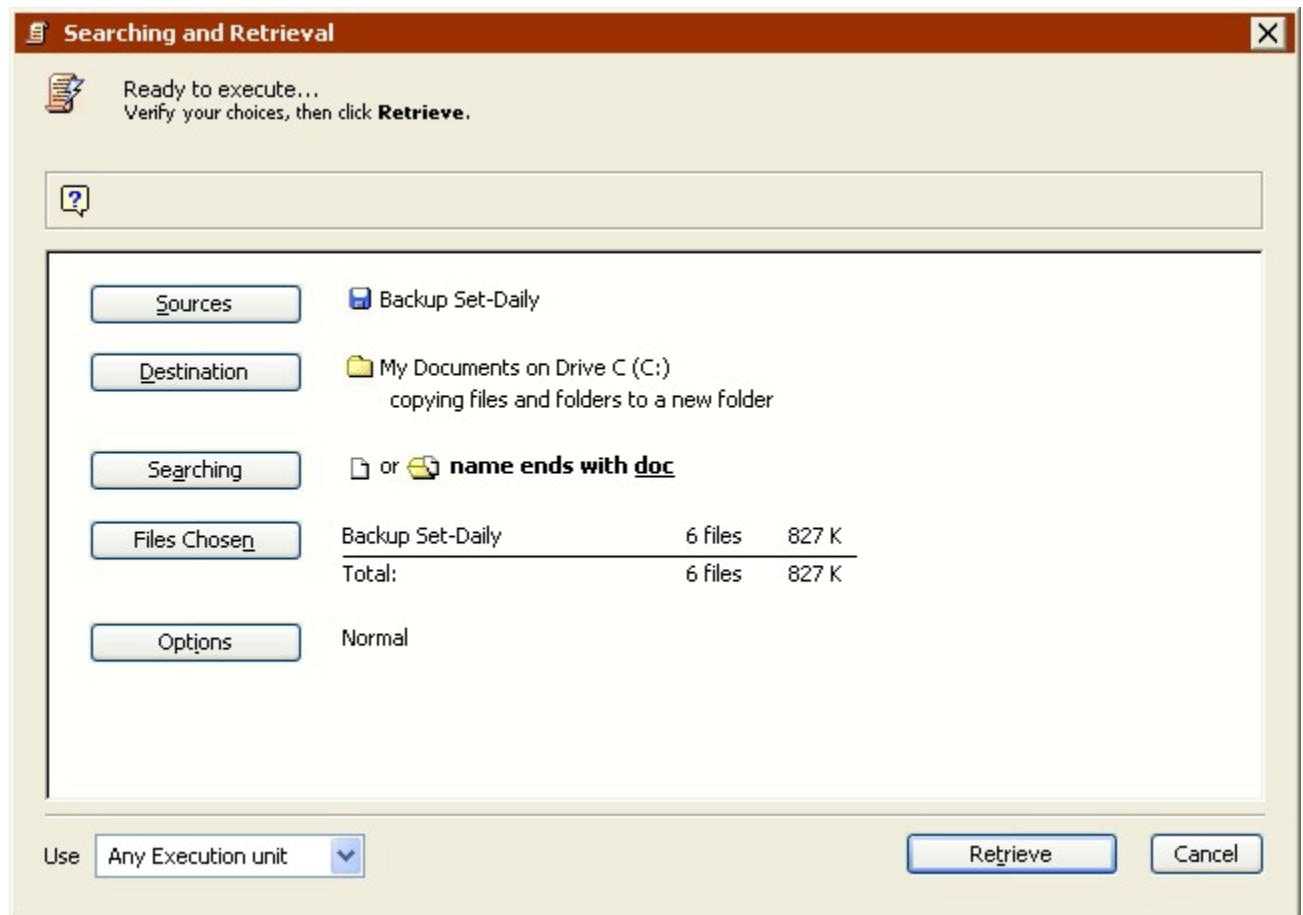 Searching and Retrieval
Ready to execute...
Verify your choices, then click Retrieve.
?
Sources Backup Set-Daily
Destination My Documents on Drive C (C:)
copying files and folders to a new folder
Searching or name ends with doc
Files Chosen Backup Set-Daily 6 files 827 K
Total: 6 files 827 K
Options Normal
Use Any Execution unit Retrieve Cancel